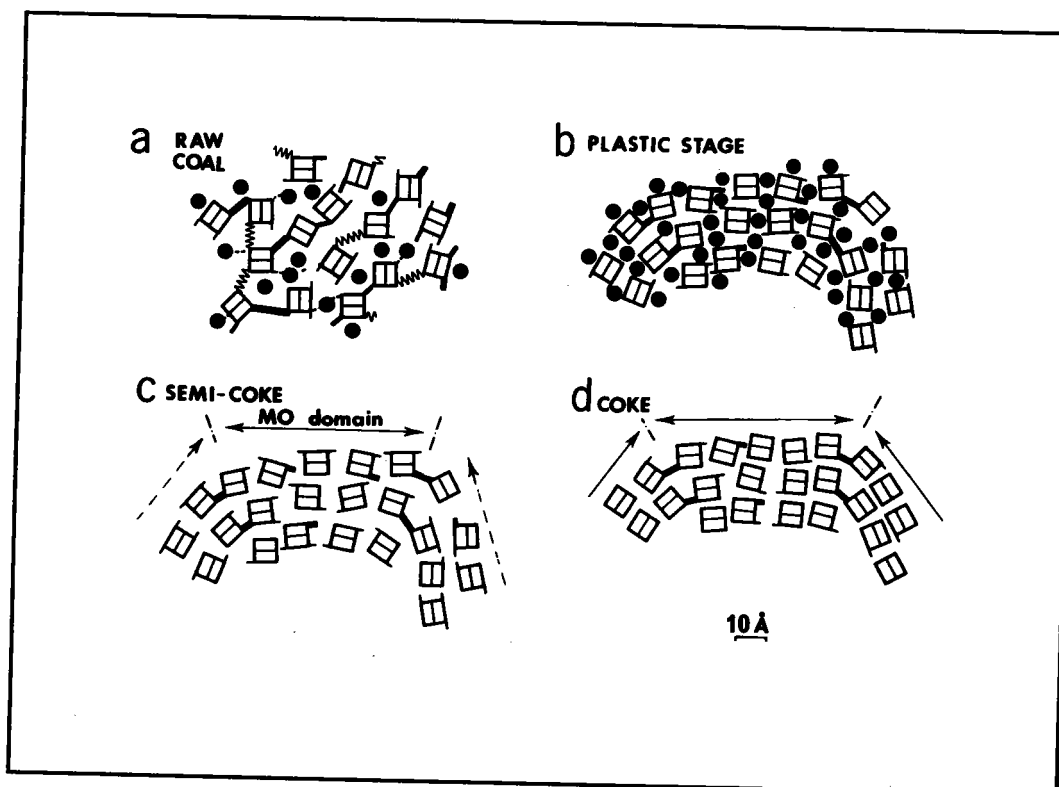 a RAW COAL
b PLASTIC STAGE
c SEMI-COKE
MO domain
d COKE
10 Å